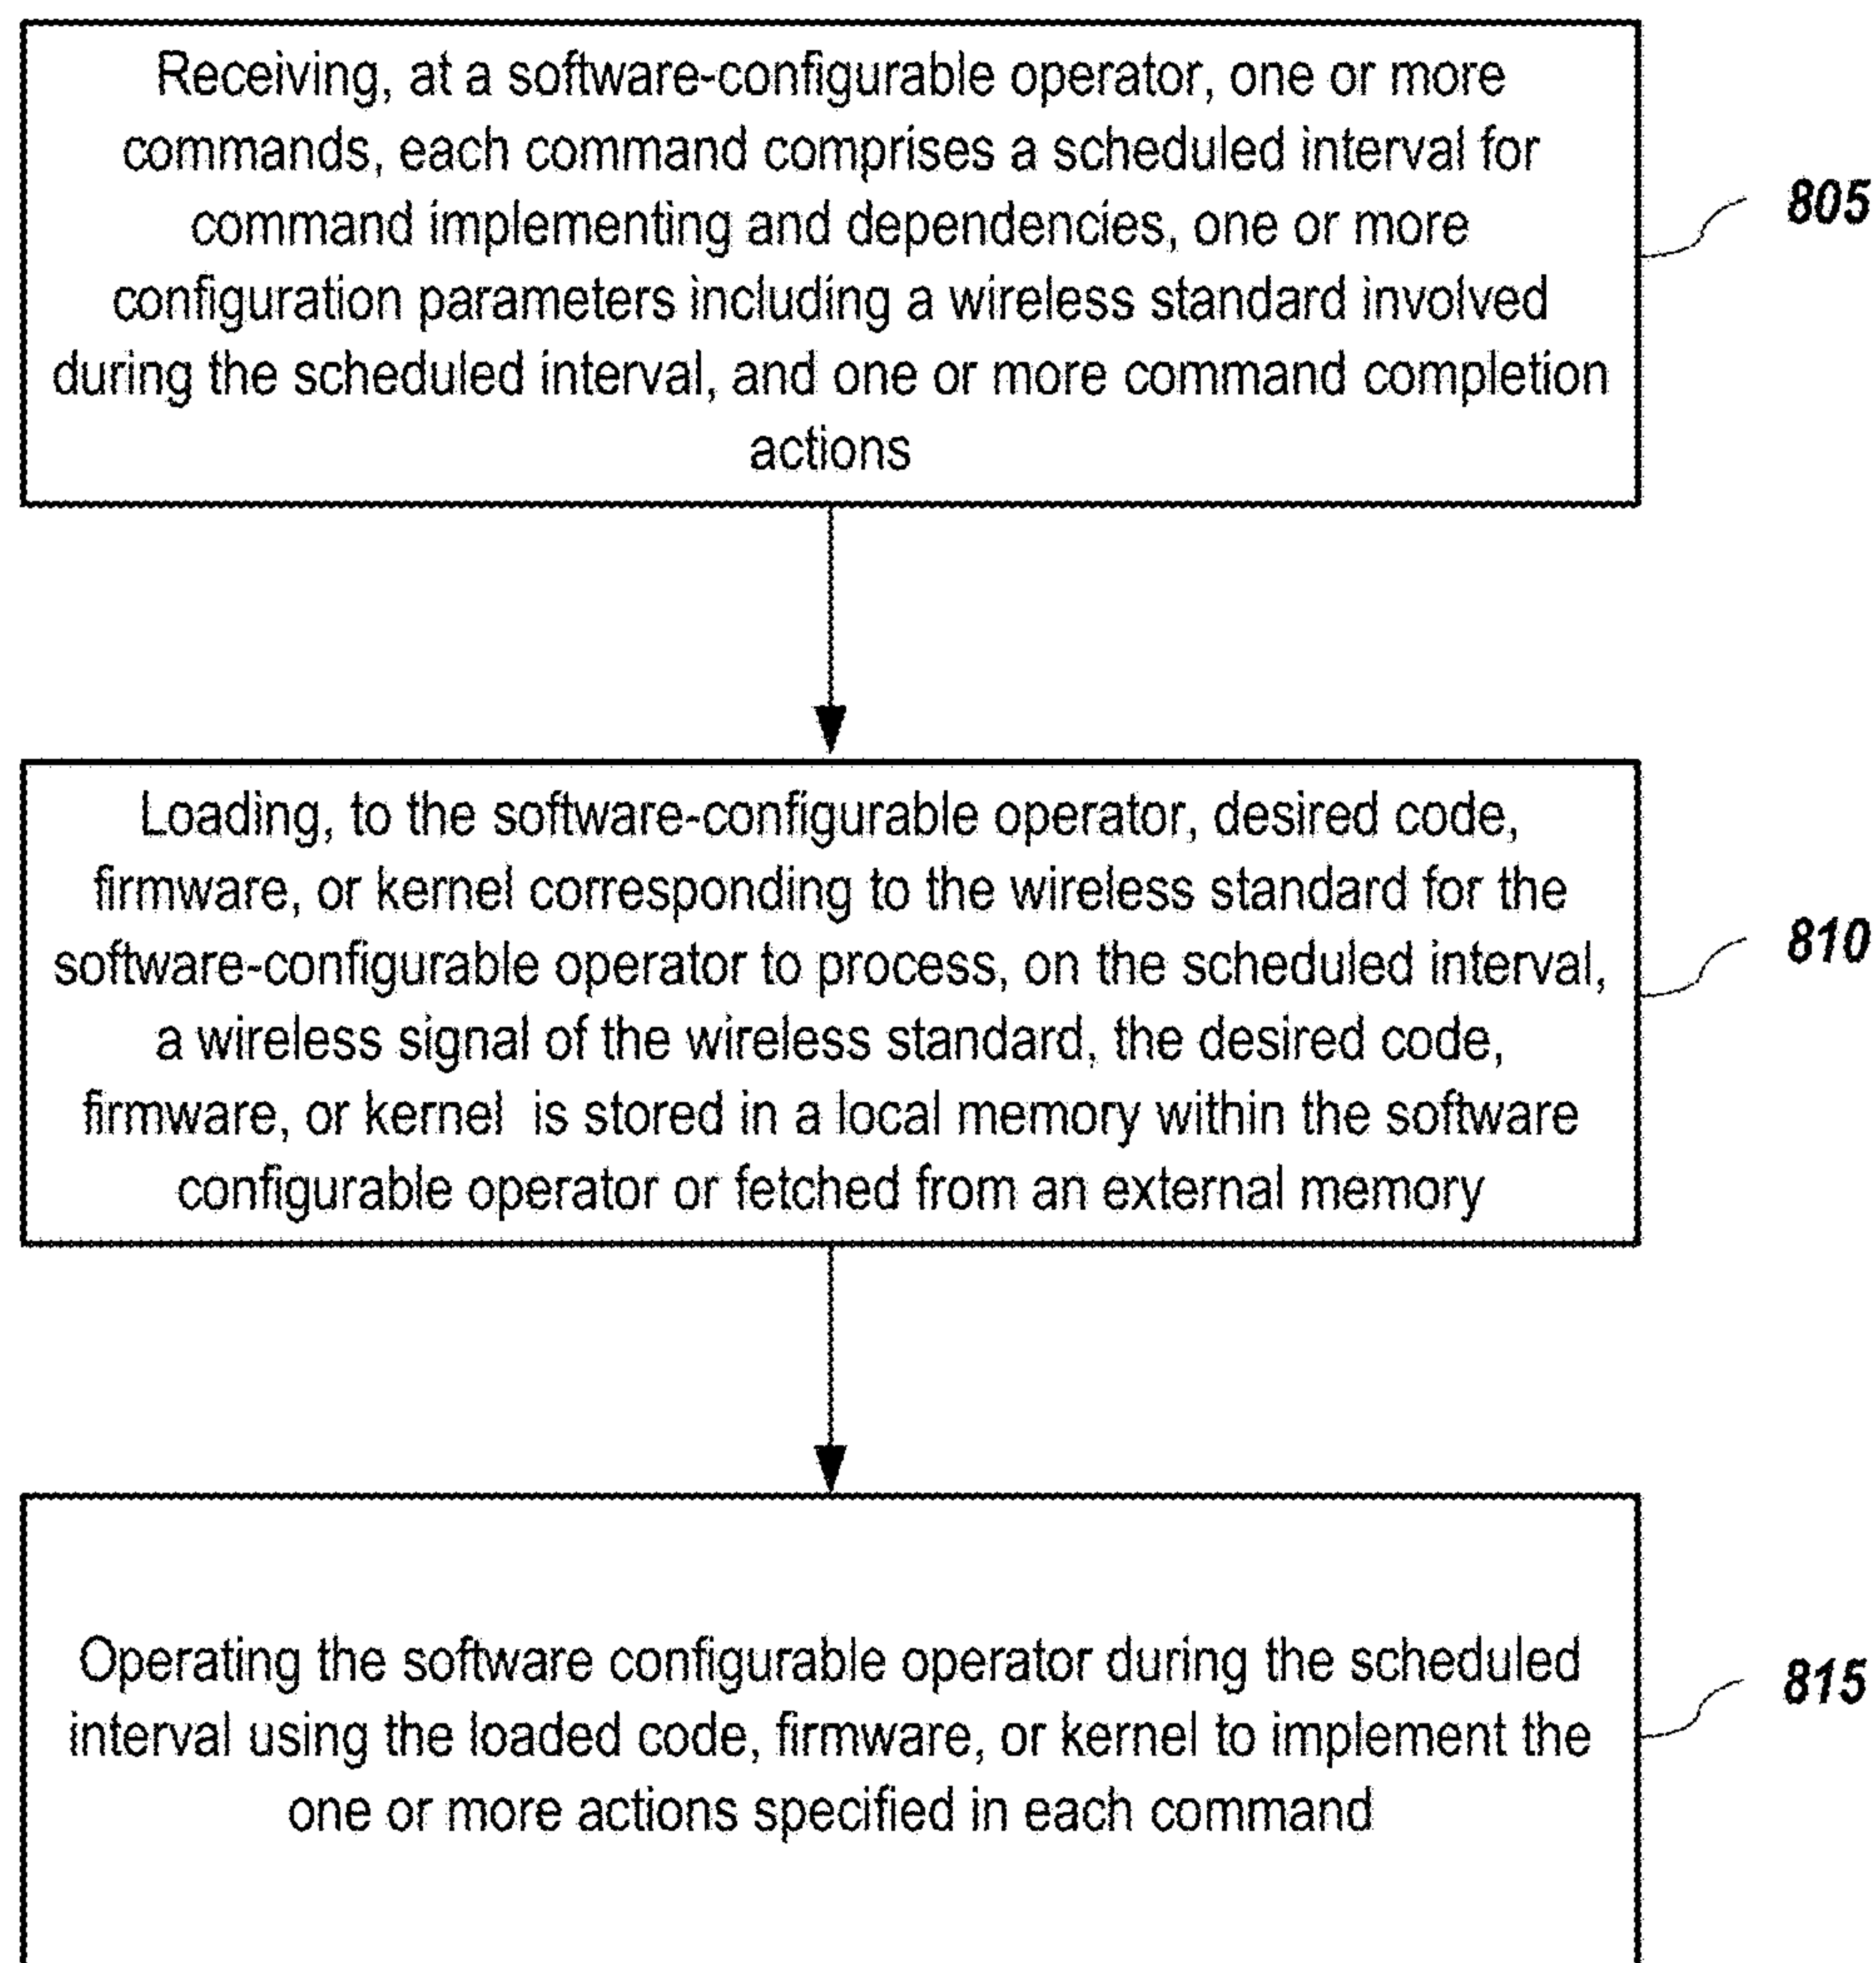 Receiving, at a software-configurable operator, one or more
commands, each command comprises a scheduled interval for
command implementing and dependencies, one or more
configuration parameters including a wireless standard involved
during the scheduled interval, and one or more command completion
actions
805
Loading, to the software-configurable operator, desired code,
firmware, or kernel corresponding to the wireless standard for the
software-configurable operator to process, on the scheduled interval,
a wireless signal of the wireless standard, the desired code,
firmware, or kernel is stored in a local memory within the software
configurable operator or fetched from an external memory
810
Operating the software configurable operator during the scheduled
interval using the loaded code, firmware, or kernel to implement the
one or more actions specified in each command
815